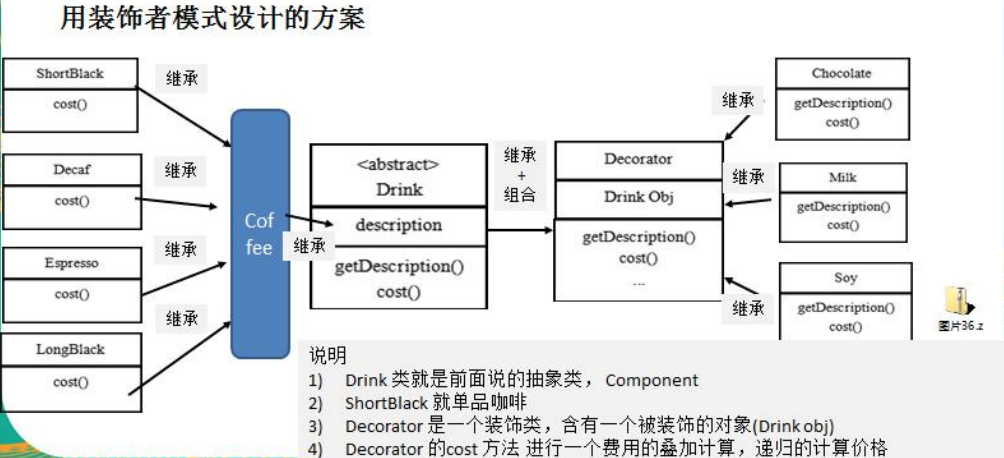 用装饰者模式设计的方案
ShortBlack
cost()
继承
Decaf
cost()
继承
Espresso
cost()
继承
LongBlack
cost()
继承
Cof
fee
继承
<abstract>
Drink
description
getDescription()
cost()
继承
+
组合
Decorator
Drink Obj
getDescription()
cost()
...
继承
Chocolate
getDescription()
cost()
继承
Milk
getDescription()
cost()
继承
Soy
getDescription()
cost()
图片36.z
说明
1) Drink 类就是前面说的抽象类， Component
2) ShortBlack 就单品咖啡
3) Decorator 是一个装饰类，含有一个被装饰的对象(Drink obj)
4) Decorator 的cost 方法 进行一个费用的叠加计算，递归的计算价格